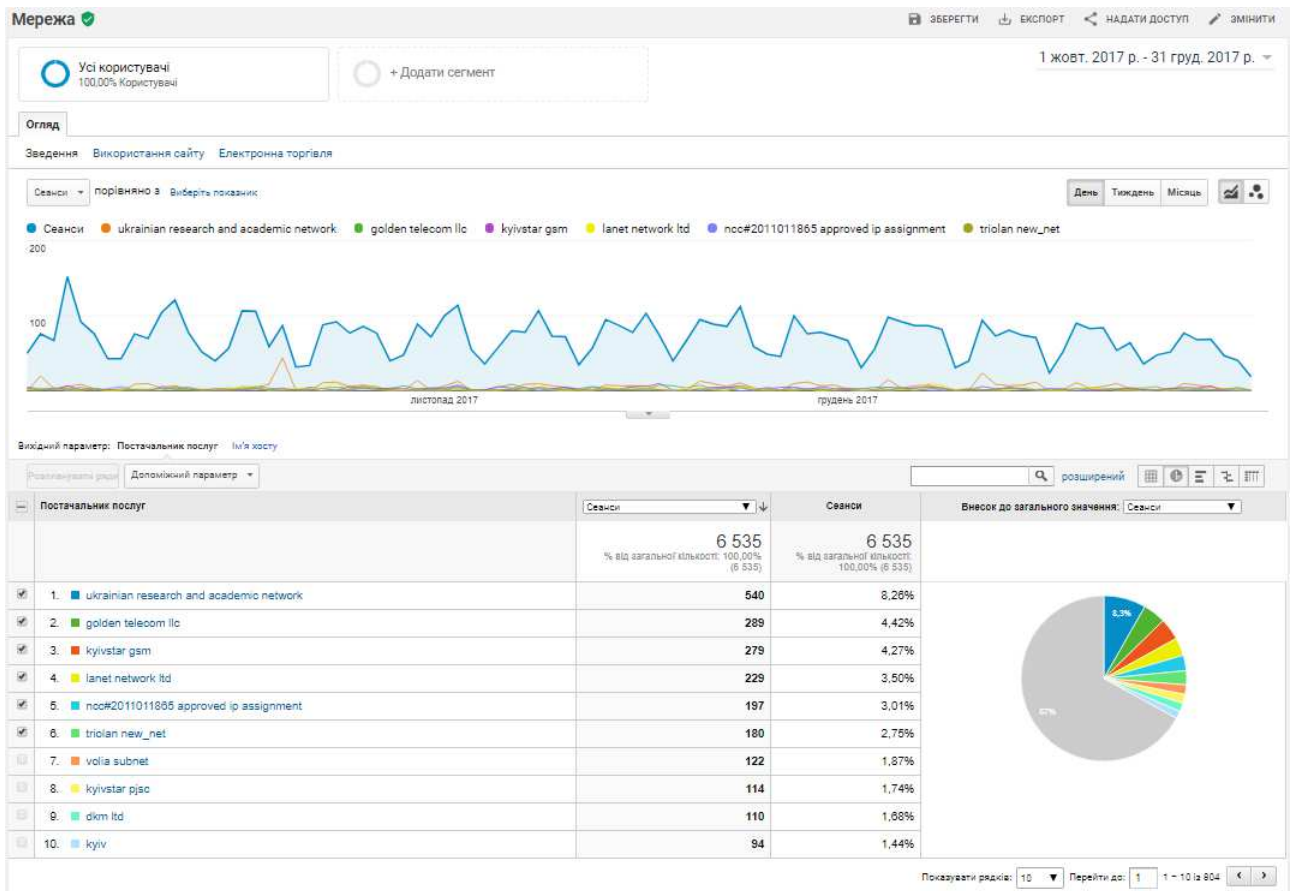 Мережа
ЗБЕРЕГТИ ЕКСПОРТ НАДАТИ ДОСТУП ЗМІНИТИ
Усі користувачі
100,00% Користувачі
+ Додати сегмент
1 жовт. 2017 р. - 31 груд. 2017 р.
Огляд
Зведення Використання сайту Електронна торгівля
Сеанси порівняно з Виберіть показник
День Тиждень Місяць
Сеанси ukrainian research and academic network golden telecom llc kyivstar gsm lanet network ltd ncc#2011011865 approved ip assignment triolan new_net
200
100
листопад 2017 грудень 2017
Вихідний параметр: Постачальник послуг Ім'я хосту
Розпланувати ряди Допоміжний параметр
розширений
Постачальник послуг Сеанси Сеанси Внесок до загального значення: Сеанси
6 535 6 535
% від загальної кількості: 100,00% (6 535)
% від загальної кількості: 100,00% (6 535)
1. ukrainian research and academic network 540 8,26%
2. golden telecom llc 289 4,42%
3. kyivstar gsm 279 4,27%
4. lanet network ltd 229 3,50%
5. ncc#2011011865 approved ip assignment 197 3,01%
6. triolan new_net 180 2,75%
7. volia subnet 122 1,87%
8. kyivstar pjsc 114 1,74%
9. dkm ltd 110 1,68%
10. kyiv 94 1,44%
8,3%
67%
Показувати рядків: 10 Перейти до: 1 1 – 10 із 804